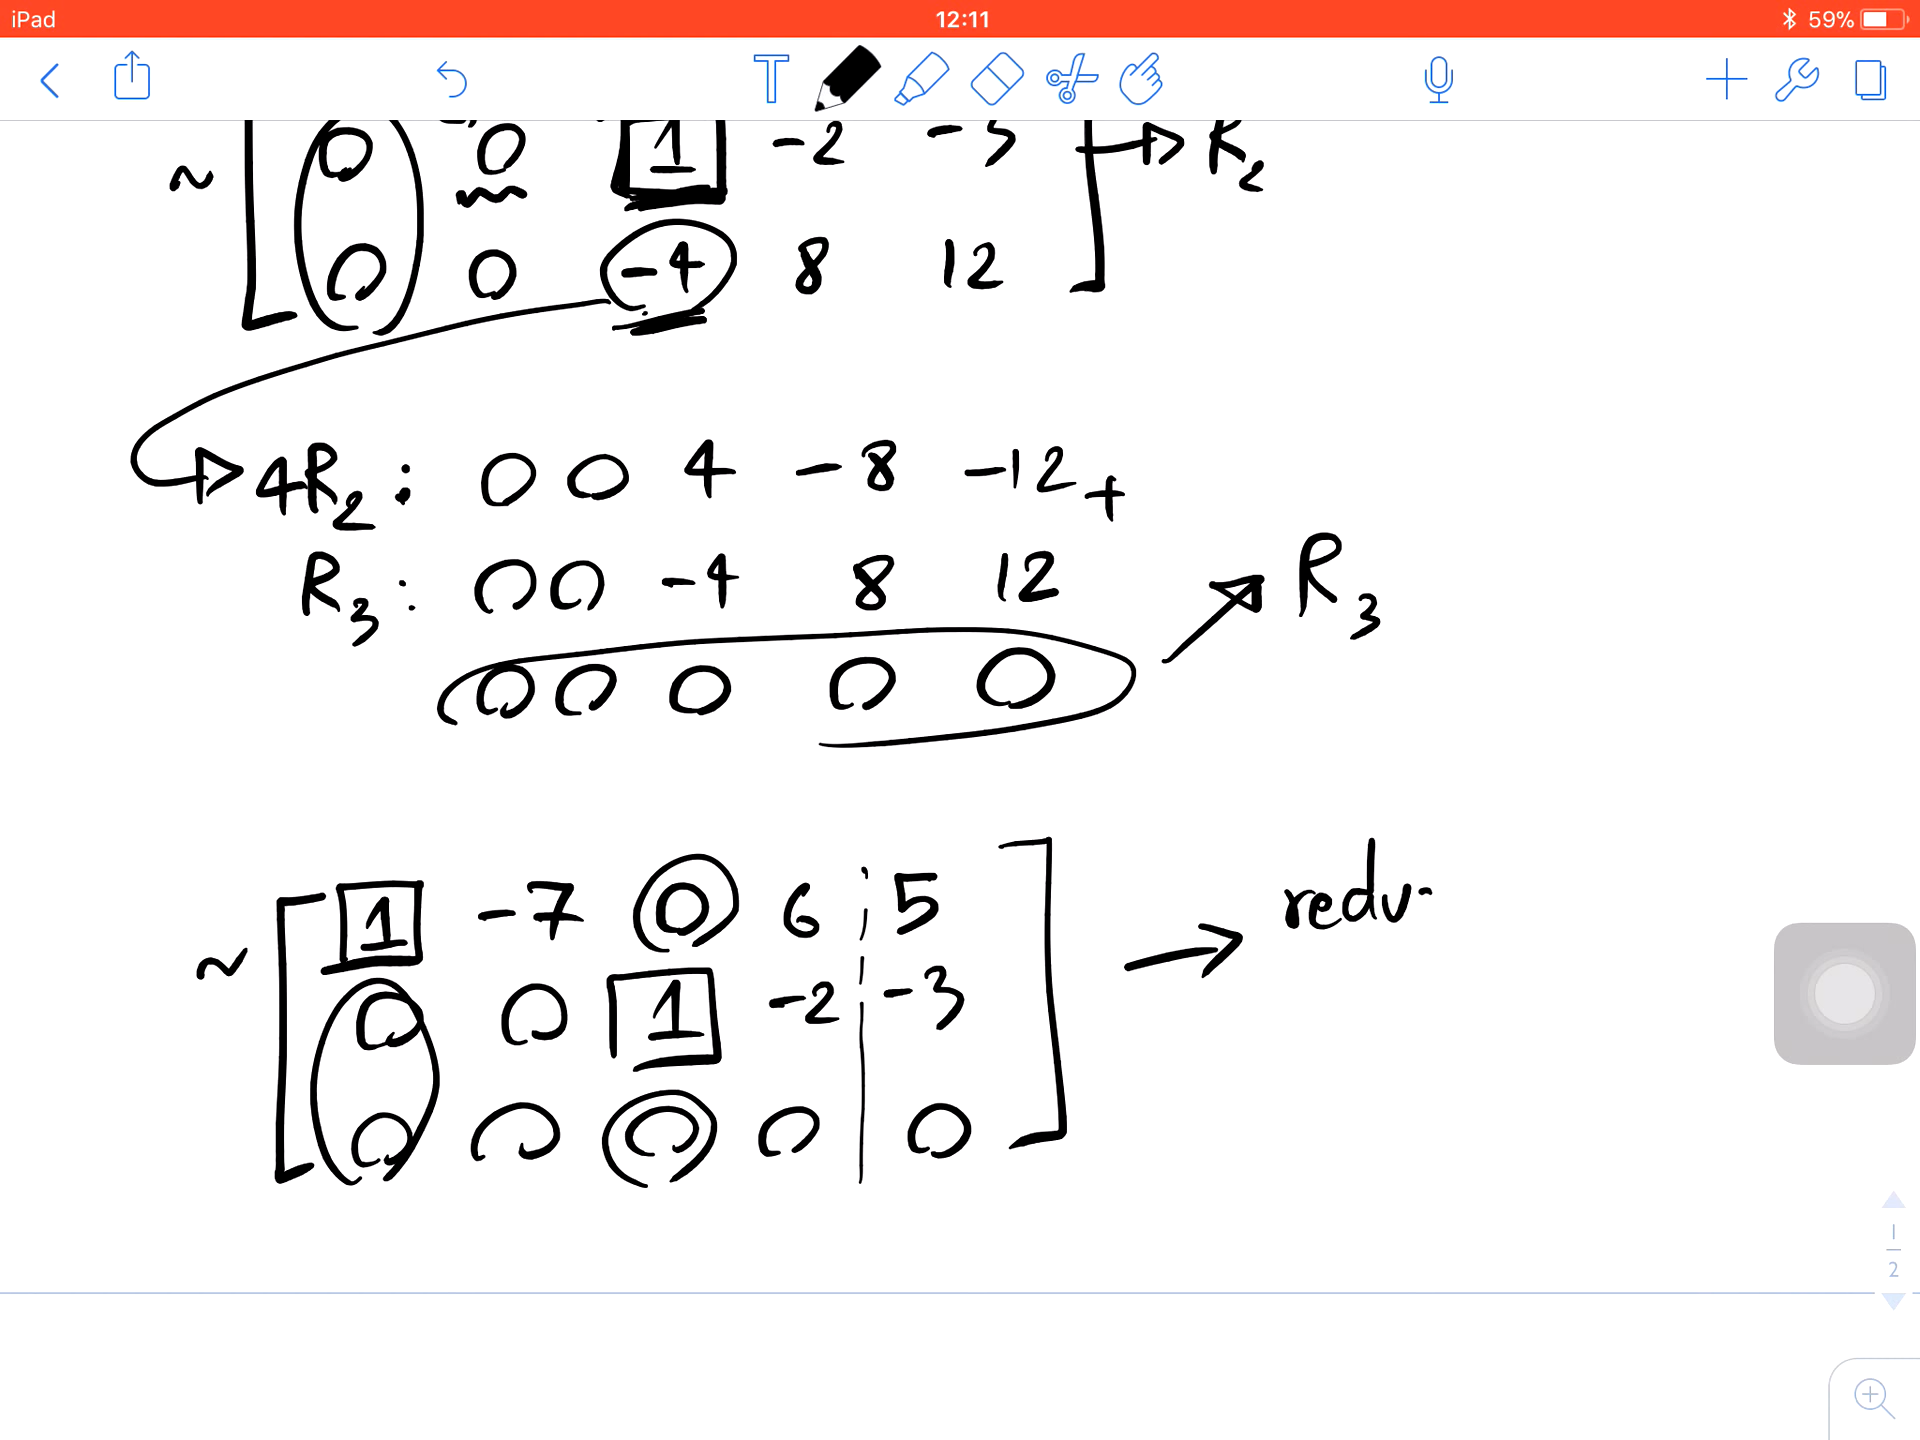 iPad 12:11 59%
T
~ [ 0 0 1 -2 -3 ] → R₂
0 0 -4 8 12
4R₂ : 0 0 4 -8 -12 +
R₃ : 0 0 -4 8 12
0 0 0 0 0 → R₃
~ [ 1 -7 0 6 5 ] → redu
0 0 1 -2 -3
0 0 0 0 0
1
2